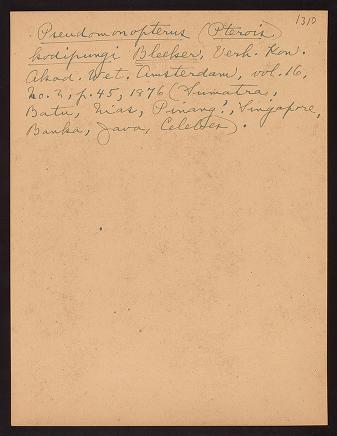 1310
Pseudomonopterus (Pterois
kodipungi Bleeker, Verh. Kon.
Akad. Wet. Amsterdam, vol. 16,
no. 3, p. 45, 1876 (Sumatra,
Batu, Nias, Pinang?, Singapore,
Banka, Java, Celebes).